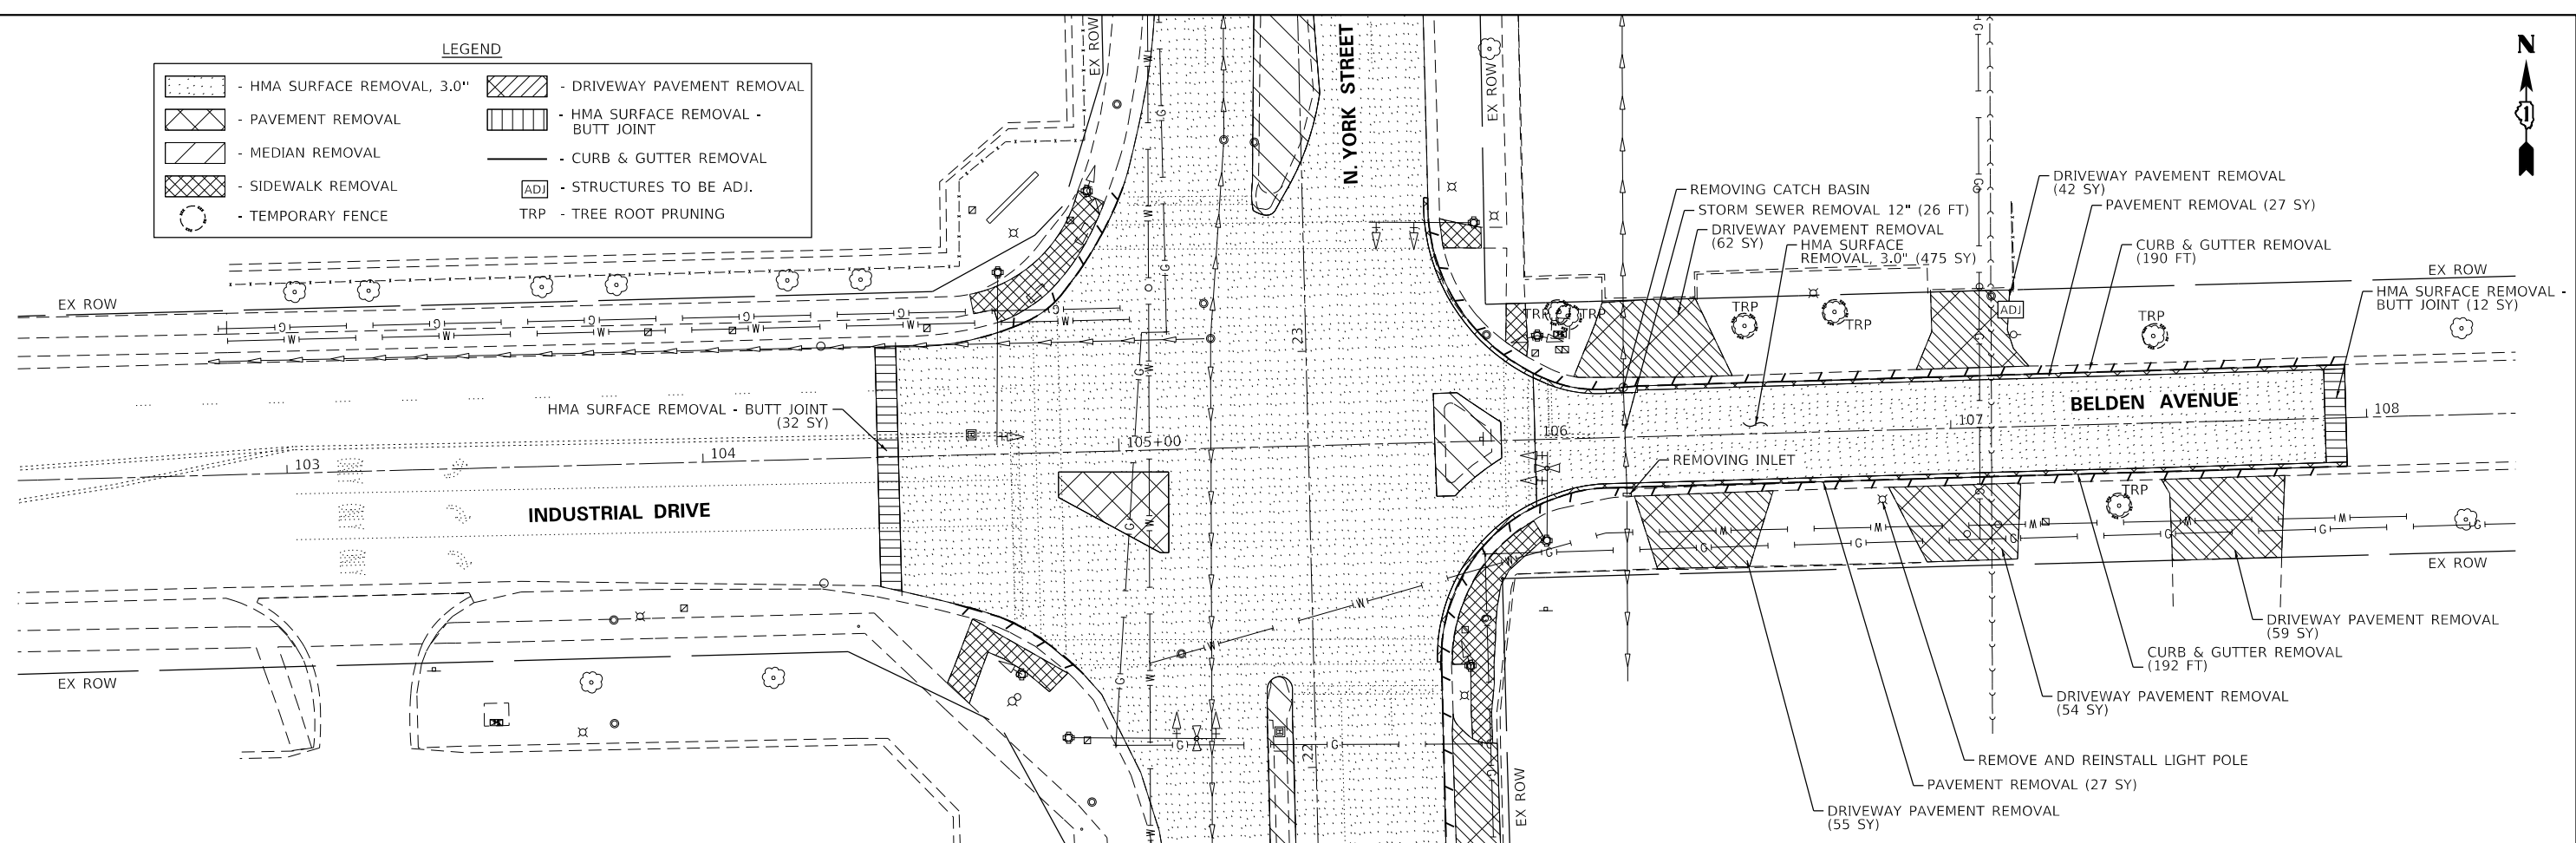 LEGEND
- HMA SURFACE REMOVAL, 3.0"
- PAVEMENT REMOVAL
- MEDIAN REMOVAL
- SIDEWALK REMOVAL
- TEMPORARY FENCE
- DRIVEWAY PAVEMENT REMOVAL
- HMA SURFACE REMOVAL -
BUTT JOINT
- CURB & GUTTER REMOVAL
ADJ - STRUCTURES TO BE ADJ.
TRP - TREE ROOT PRUNING
EX ROW
N. YORK STREET
EX ROW
N
1
REMOVING CATCH BASIN
STORM SEWER REMOVAL 12" (26 FT)
DRIVEWAY PAVEMENT REMOVAL
(62 SY)
HMA SURFACE
REMOVAL, 3.0" (475 SY)
DRIVEWAY PAVEMENT REMOVAL
(42 SY)
PAVEMENT REMOVAL (27 SY)
CURB & GUTTER REMOVAL
(190 FT)
EX ROW
HMA SURFACE REMOVAL -
BUTT JOINT (12 SY)
EX ROW
TRP
TRP
TRP
TRP
ADJ
TRP
23
HMA SURFACE REMOVAL - BUTT JOINT
(32 SY)
BELDEN AVENUE
103
104
105+00
106
107
108
REMOVING INLET
INDUSTRIAL DRIVE
TRP
EX ROW
EX ROW
DRIVEWAY PAVEMENT REMOVAL
(59 SY)
CURB & GUTTER REMOVAL
(192 FT)
DRIVEWAY PAVEMENT REMOVAL
(54 SY)
REMOVE AND REINSTALL LIGHT POLE
PAVEMENT REMOVAL (27 SY)
DRIVEWAY PAVEMENT REMOVAL
(55 SY)
22
EX ROW
G
W